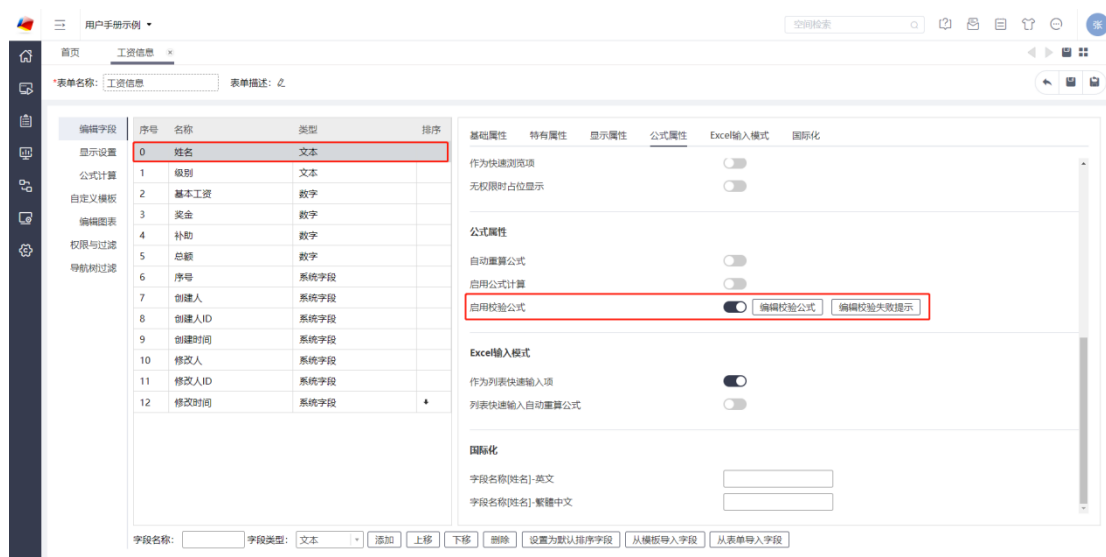 用户手册示例
空间检索
张
首页 工资信息 ×
*表单名称： 工资信息 表单描述：
编辑字段
显示设置
公式计算
自定义模板
编辑图表
权限与过滤
导航树过滤
序号 名称 类型 排序
0 姓名 文本
1 级别 文本
2 基本工资 数字
3 奖金 数字
4 补助 数字
5 总额 数字
6 序号 系统字段
7 创建人 系统字段
8 创建人ID 系统字段
9 创建时间 系统字段
10 修改人 系统字段
11 修改人ID 系统字段
12 修改时间 系统字段
基础属性 特有属性 显示属性 公式属性 Excel输入模式 国际化
作为快速浏览项
无权限时占位显示
公式属性
自动重算公式
启用公式计算
启用校验公式 编辑校验公式 编辑校验失败提示
Excel输入模式
作为列表快速输入项
列表快速输入自动重算公式
国际化
字段名称[姓名]-英文
字段名称[姓名]-繁體中文
字段名称： 字段类型： 文本 添加 上移 下移 删除 设置为默认排序字段 从模板导入字段 从表单导入字段